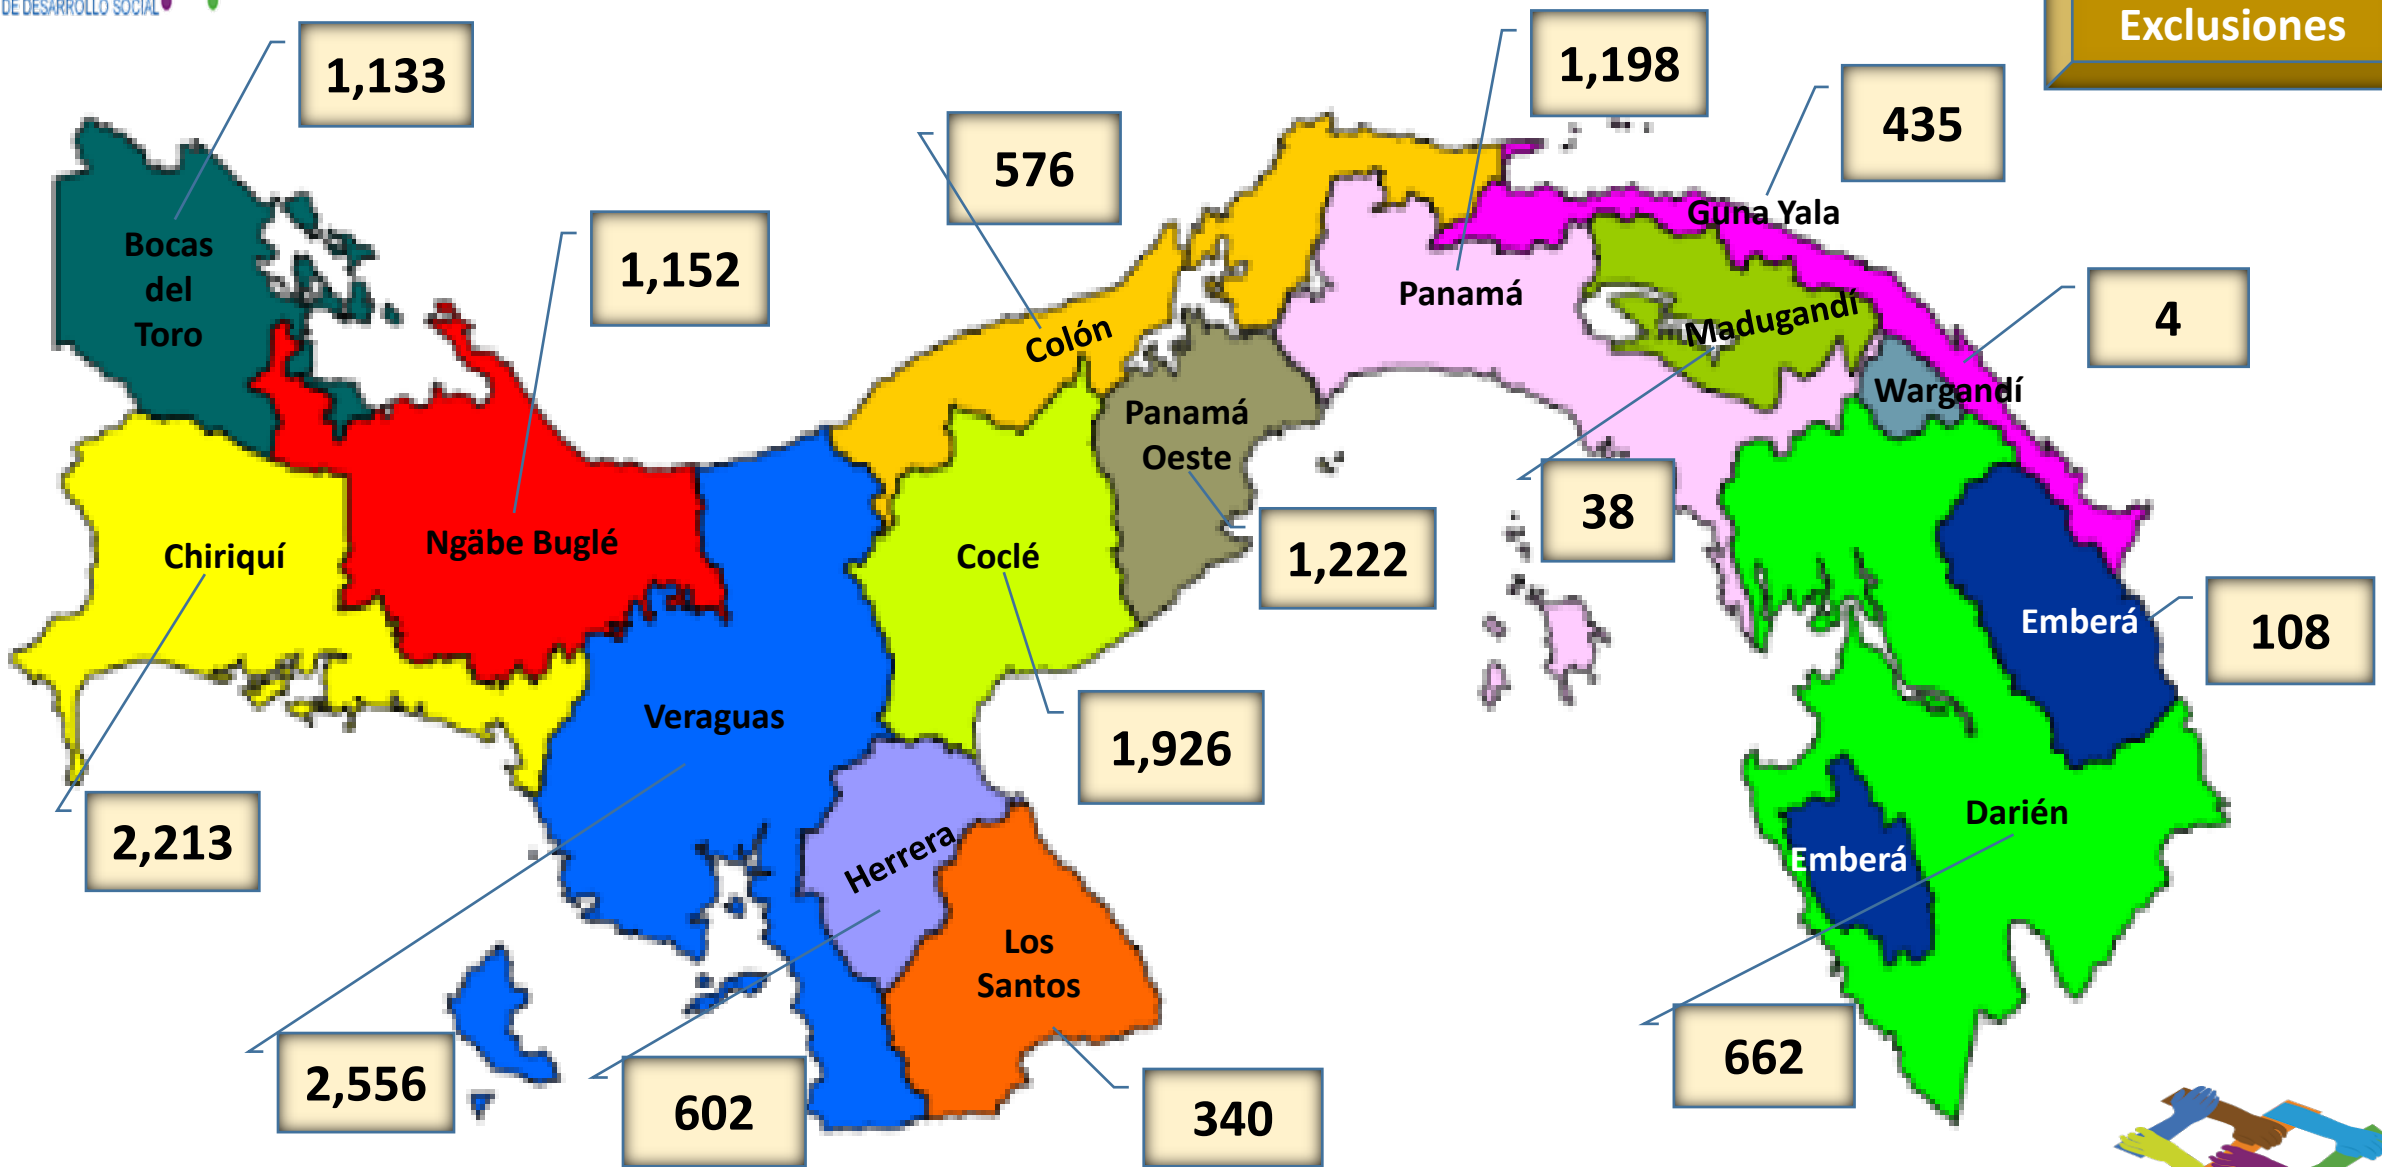 DE DESARROLLO SOCIAL
Exclusiones
1,133
1,198
435
576
1,152
4
Guna Yala
Bocas
del
Toro
Panamá
Madugandí
Colón
Wargandí
Panamá
Oeste
38
Chiriquí
Ngäbe Buglé
Coclé
1,222
Emberá
108
Veraguas
1,926
2,213
Herrera
Darién
Emberá
Los
Santos
2,556
602
340
662